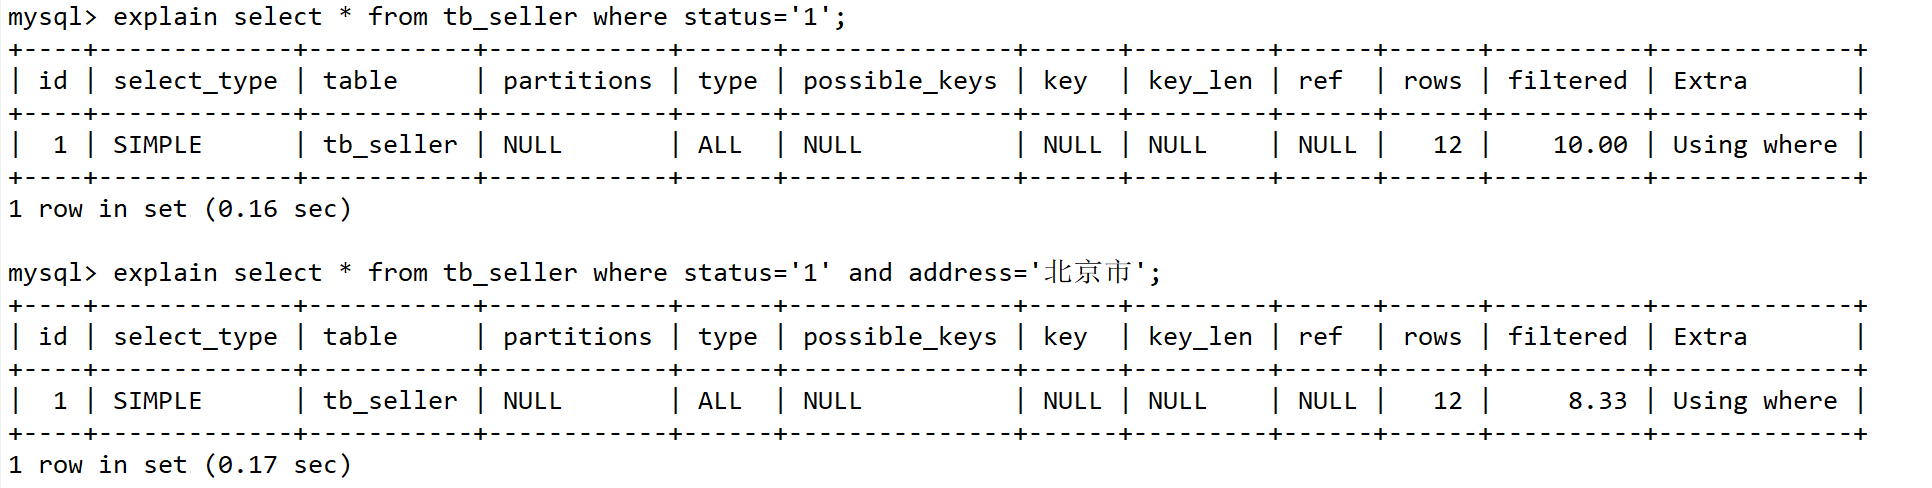 mysql> explain select * from tb_seller where status='1';
+----+-------------+-----------+------------+------+---------------+------+---------+------+------+----------+-------------+
| id | select_type | table     | partitions | type | possible_keys | key  | key_len | ref  | rows | filtered | Extra       |
+----+-------------+-----------+------------+------+---------------+------+---------+------+------+----------+-------------+
|  1 | SIMPLE      | tb_seller | NULL       | ALL  | NULL          | NULL | NULL    | NULL |   12 |    10.00 | Using where |
+----+-------------+-----------+------------+------+---------------+------+---------+------+------+----------+-------------+
1 row in set (0.16 sec)

mysql> explain select * from tb_seller where status='1' and address='北京市';
+----+-------------+-----------+------------+------+---------------+------+---------+------+------+----------+-------------+
| id | select_type | table     | partitions | type | possible_keys | key  | key_len | ref  | rows | filtered | Extra       |
+----+-------------+-----------+------------+------+---------------+------+---------+------+------+----------+-------------+
|  1 | SIMPLE      | tb_seller | NULL       | ALL  | NULL          | NULL | NULL    | NULL |   12 |     8.33 | Using where |
+----+-------------+-----------+------------+------+---------------+------+---------+------+------+----------+-------------+
1 row in set (0.17 sec)